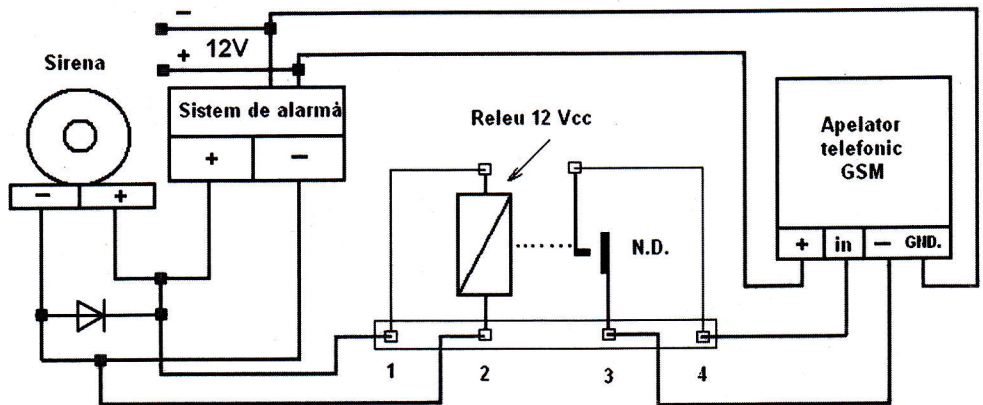 −
+ 12V
Sirena
Sistem de alarmă
+ −
− +
Releu 12 Vcc
N.D.
Apelator
telefonic
GSM
+ in − GND.
1 2 3 4